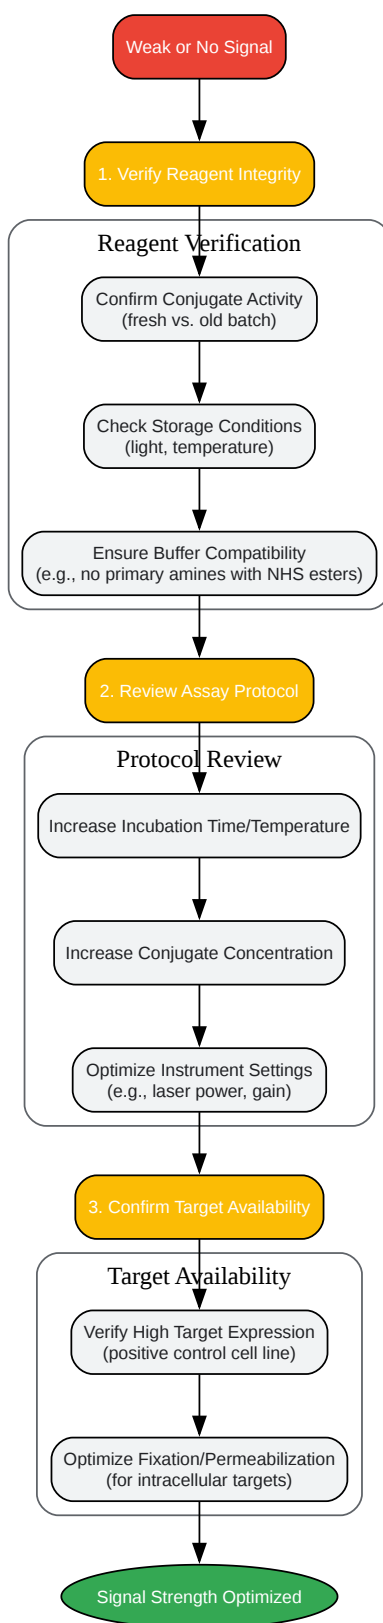 Weak or No Signal
1. Verify Reagent Integrity
Reagent Verification
Confirm Conjugate Activity
(fresh vs. old batch)
Check Storage Conditions
(light, temperature)
Ensure Buffer Compatibility
(e.g., no primary amines with NHS esters)
2. Review Assay Protocol
Protocol Review
Increase Incubation Time/Temperature
Increase Conjugate Concentration
Optimize Instrument Settings
(e.g., laser power, gain)
3. Confirm Target Availability
Target Availability
Verify High Target Expression
(positive control cell line)
Optimize Fixation/Permeabilization
(for intracellular targets)
Signal Strength Optimized